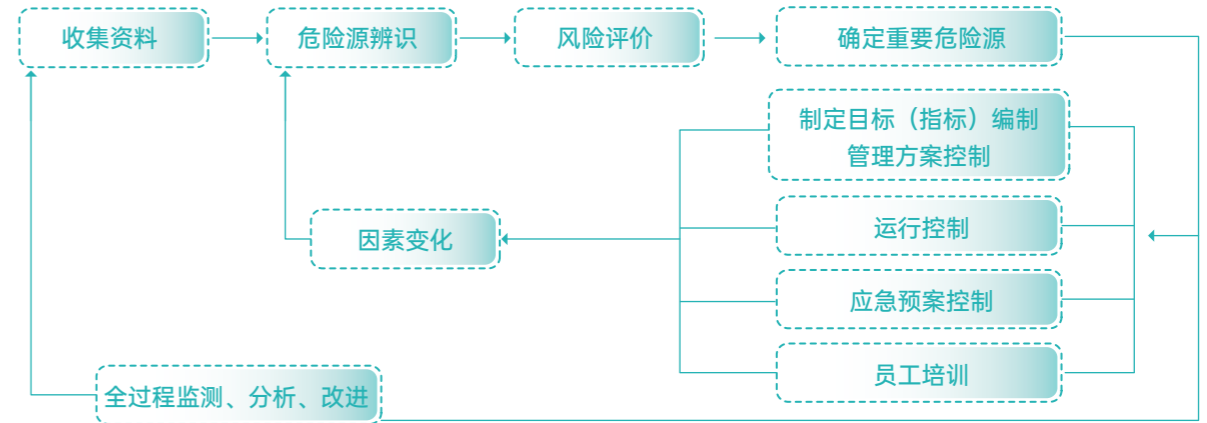 收集资料
危险源辨识
风险评价
确定重要危险源
制定目标（指标）编制
管理方案控制
运行控制
因素变化
应急预案控制
员工培训
全过程监测、分析、改进